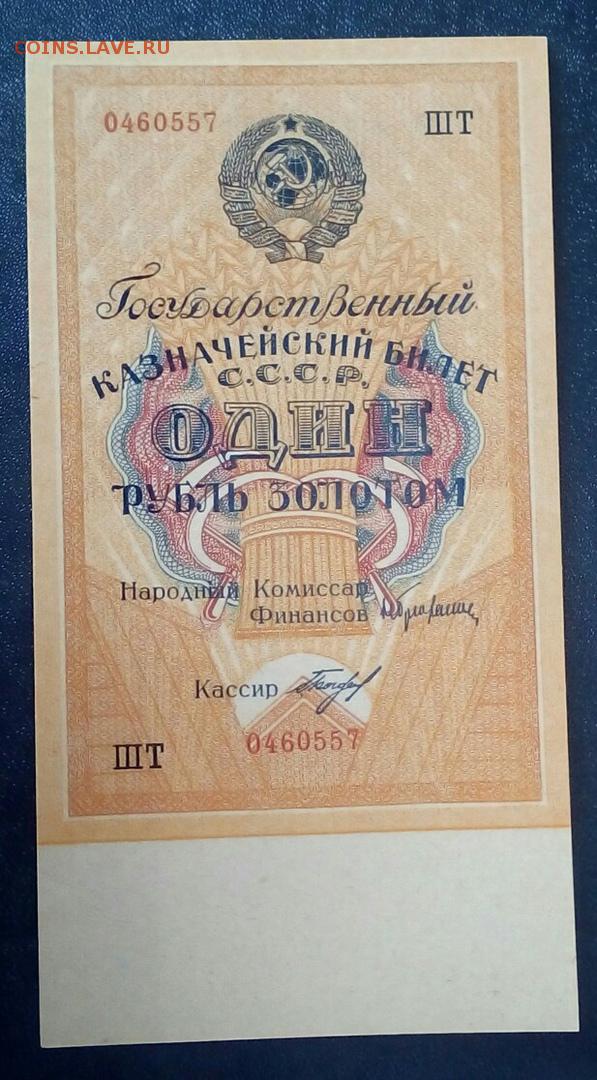 COINS.LAVE.RU
0460557 ШТ
Государственный
КАЗНАЧЕЙСКИЙ БИЛЕТ
С.С.С.Р.
ОДИН
РУБЛЬ ЗОЛОТОМ
Народный Комиссар
Финансов
Кассир
ШТ 0460557